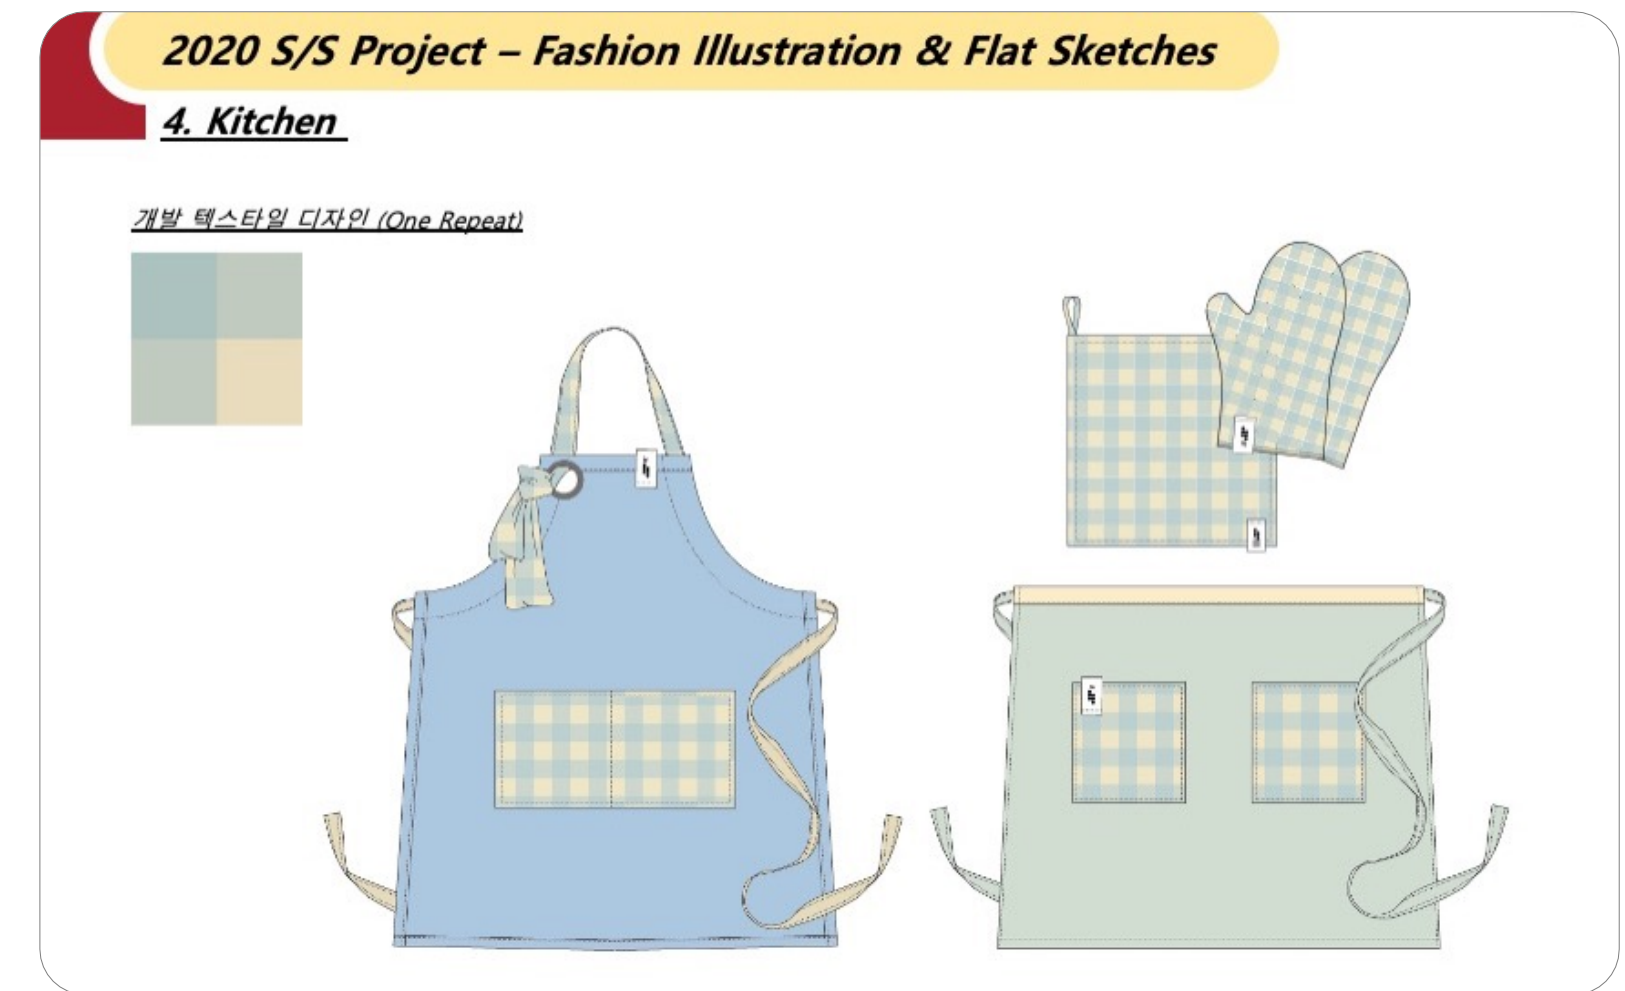 2020 S/S Project – Fashion Illustration & Flat Sketches
4. Kitchen
개발 텍스타일 디자인 (One Repeat)